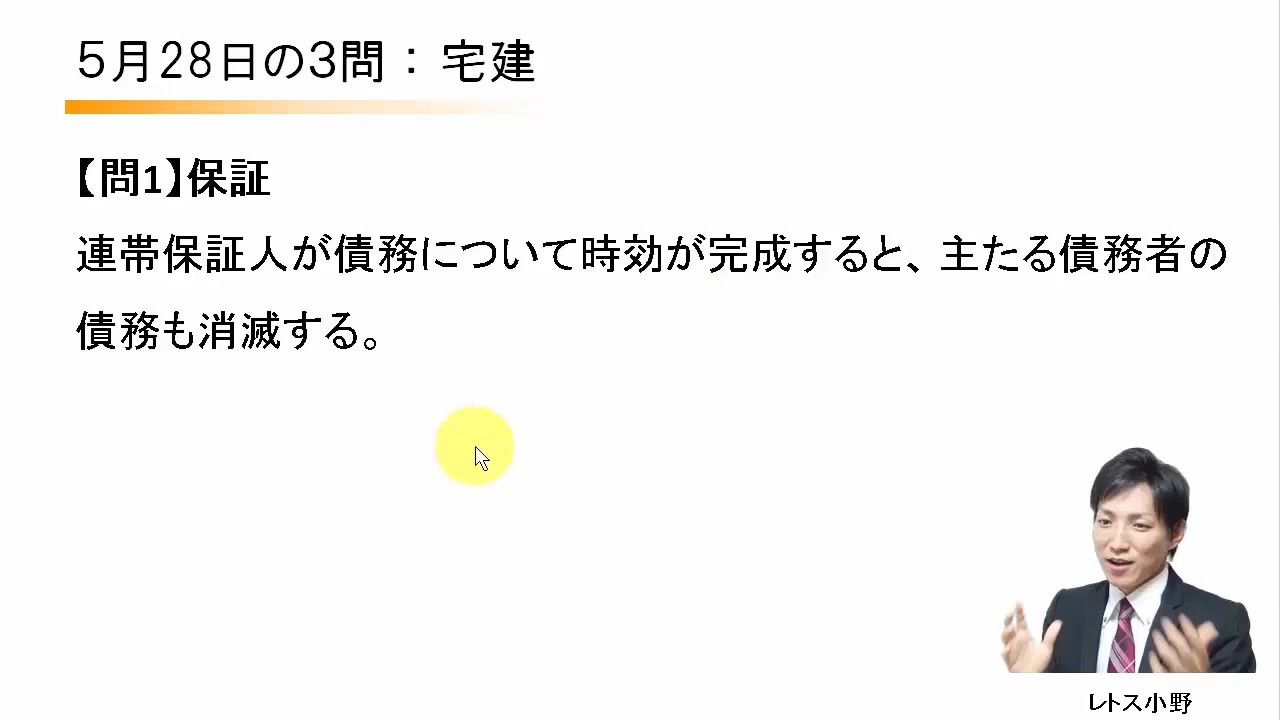 5月28日の3問：宅建
【問1】保証
連帯保証人が債務について時効が完成すると、主たる債務者の
債務も消滅する。
レトス小野